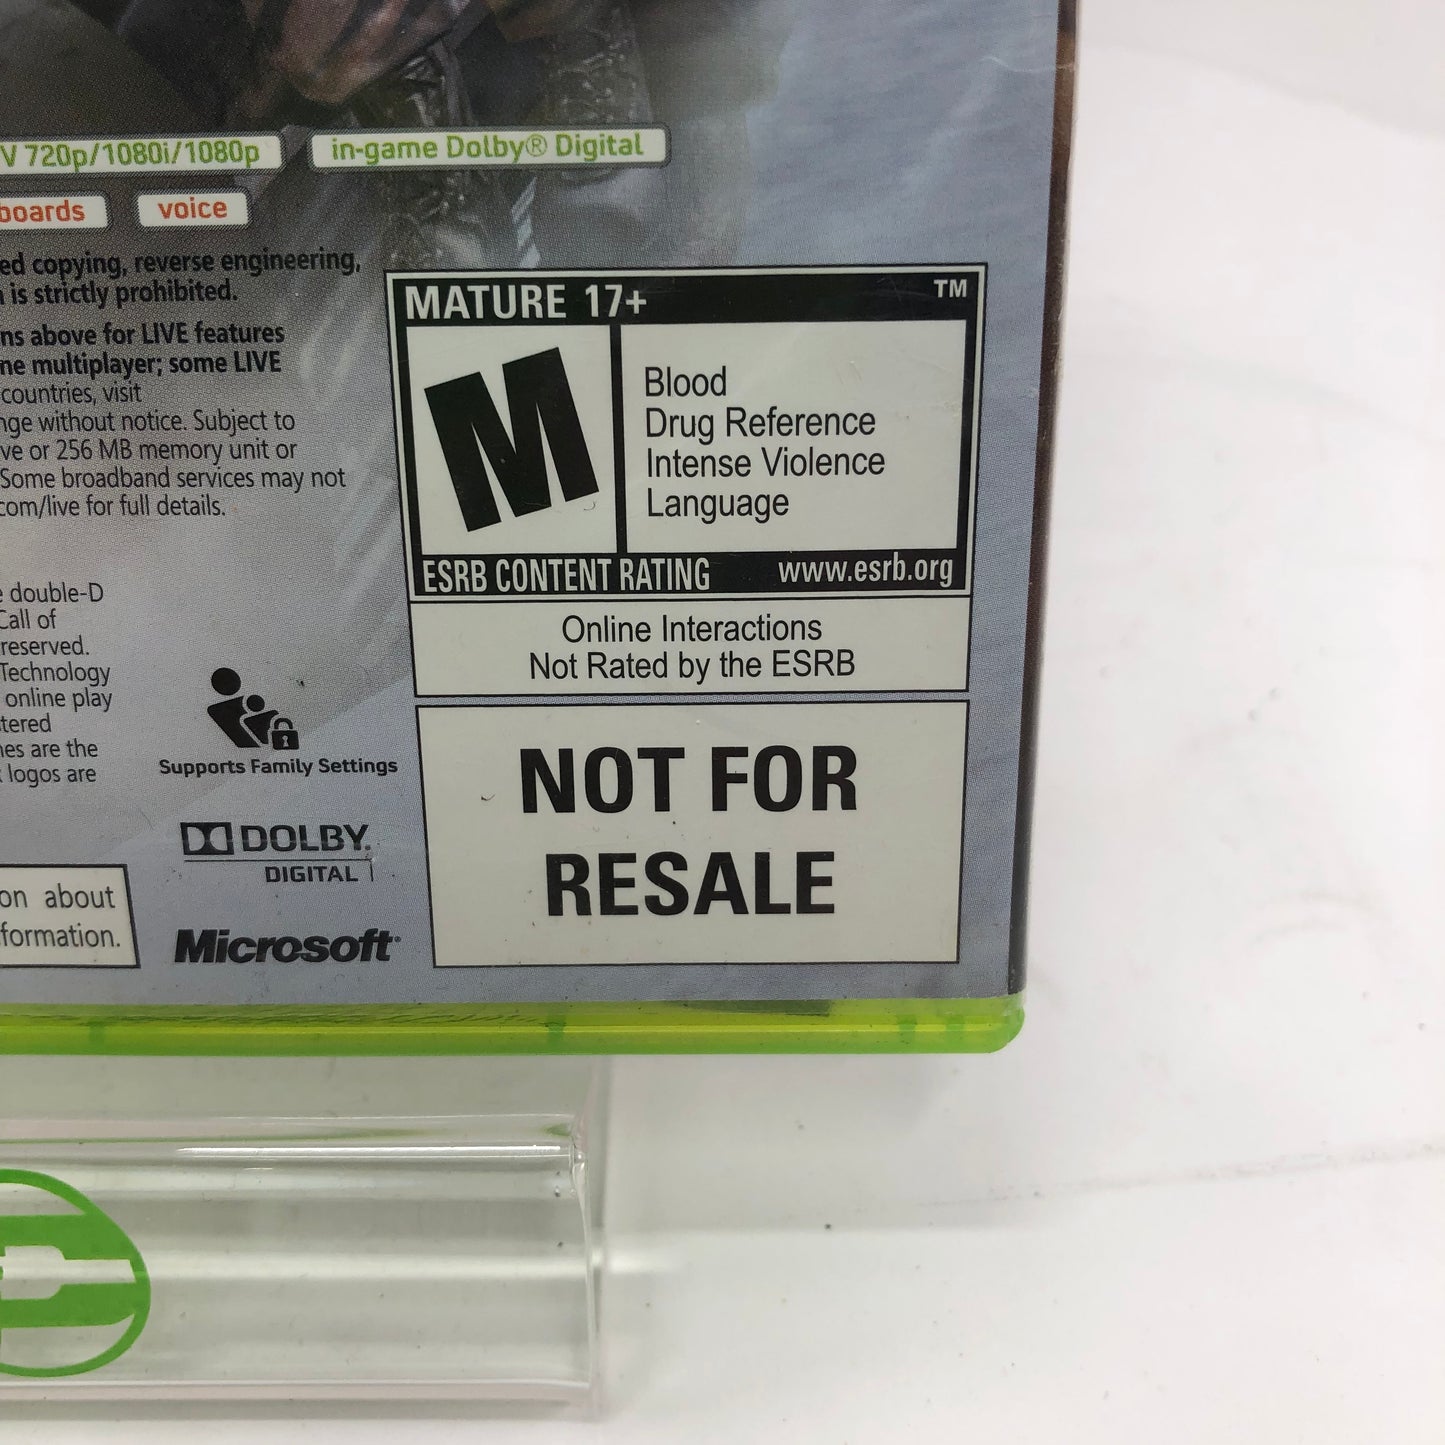 V 720p/1080i/1080p
in-game Dolby® Digital
boards
voice
ed copying, reverse engineering,
is strictly prohibited.
ns above for LIVE features
ne multiplayer; some LIVE
countries, visit
nge without notice. Subject to
ve or 256 MB memory unit or
Some broadband services may not
com/live for full details.
MATURE 17+
TM
M
Blood
Drug Reference
Intense Violence
Language
ESRB CONTENT RATING
www.esrb.org
Online Interactions
Not Rated by the ESRB
e double-D
Call of
reserved.
Technology
online play
tered
nes are the
logos are
Supports Family Settings
DOLBY.
DIGITAL
NOT FOR
RESALE
on about
formation.
Microsoft